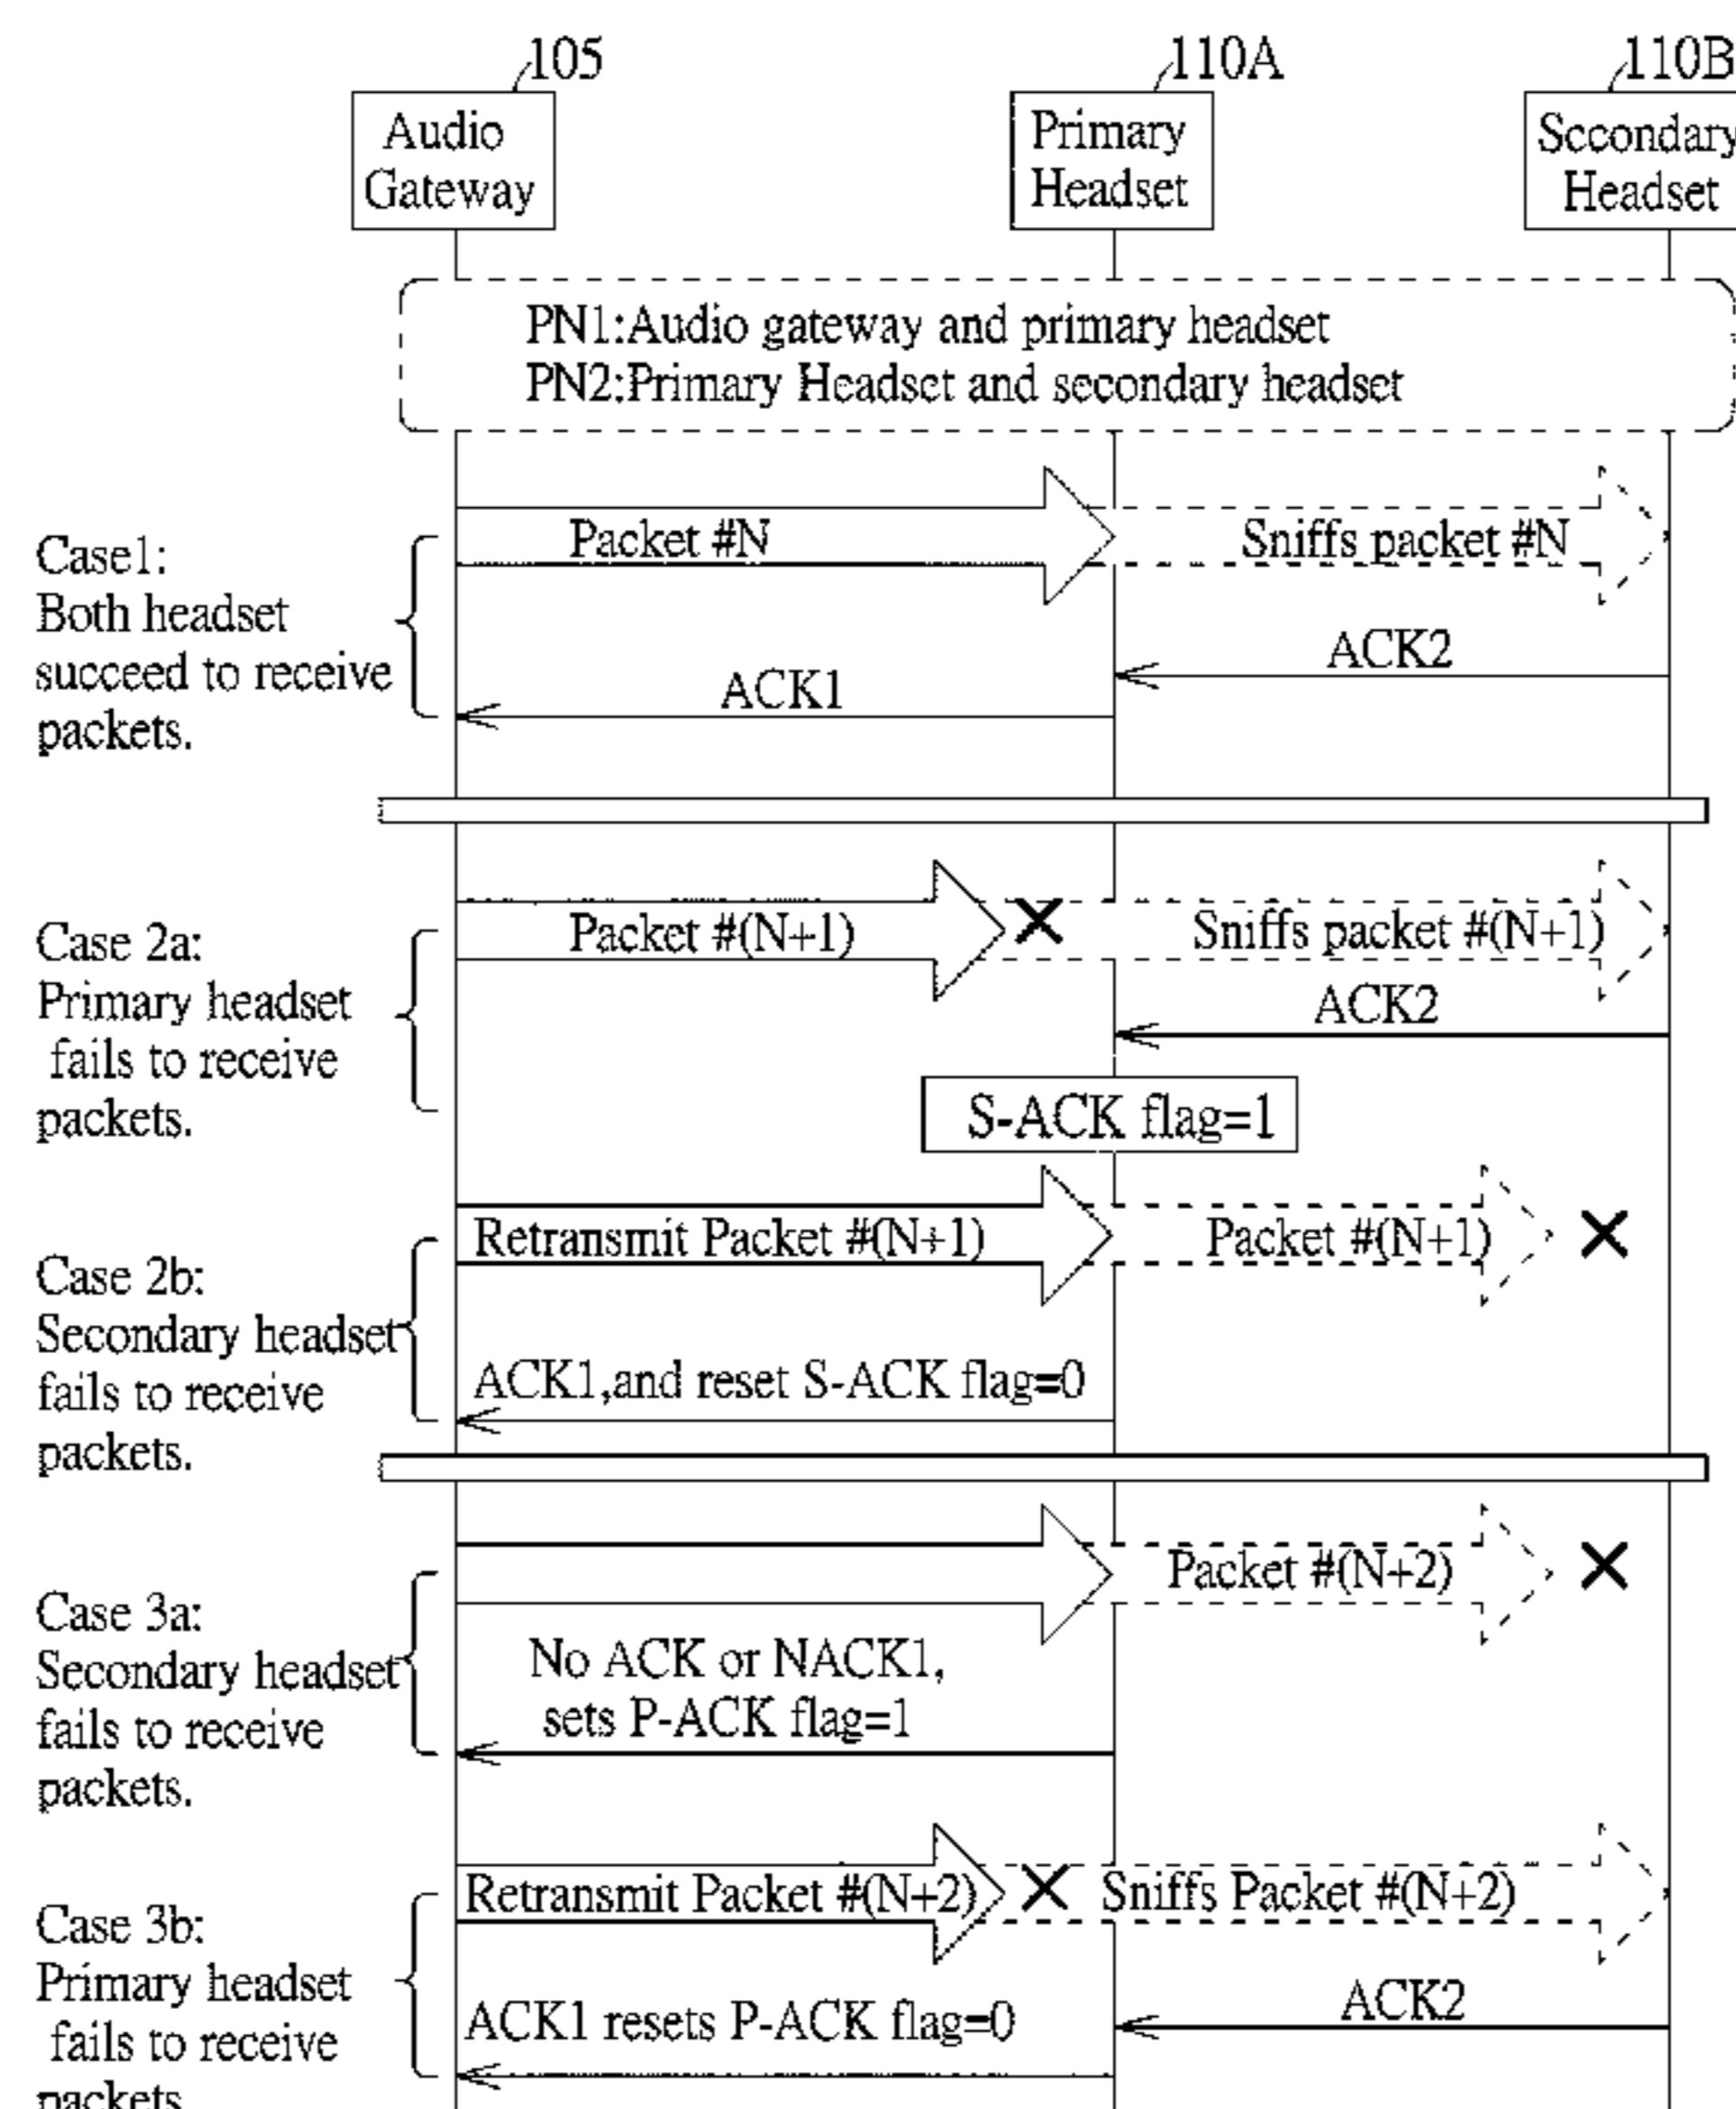 105
110A
110B
Audio
Gateway
Primary
Headset
Secondary
Headset
PN1:Audio gateway and primary headset
PN2:Primary Headset and secondary headset
Case1:
Both headset
succeed to receive
packets.
Packet #N
Sniffs packet #N
ACK2
ACK1
Case 2a:
Primary headset
fails to receive
packets.
Packet #(N+1)
Sniffs packet #(N+1)
ACK2
S-ACK flag=1
Case 2b:
Secondary headset
fails to receive
packets.
Retransmit Packet #(N+1)
Packet #(N+1)
ACK1,and reset S-ACK flag=0
Case 3a:
Secondary headset
fails to receive
packets.
Packet #(N+2)
No ACK or NACK1,
sets P-ACK flag=1
Case 3b:
Primary headset
fails to receive
packets
Retransmit Packet #(N+2)
Sniffs Packet #(N+2)
ACK2
ACK1 resets P-ACK flag=0